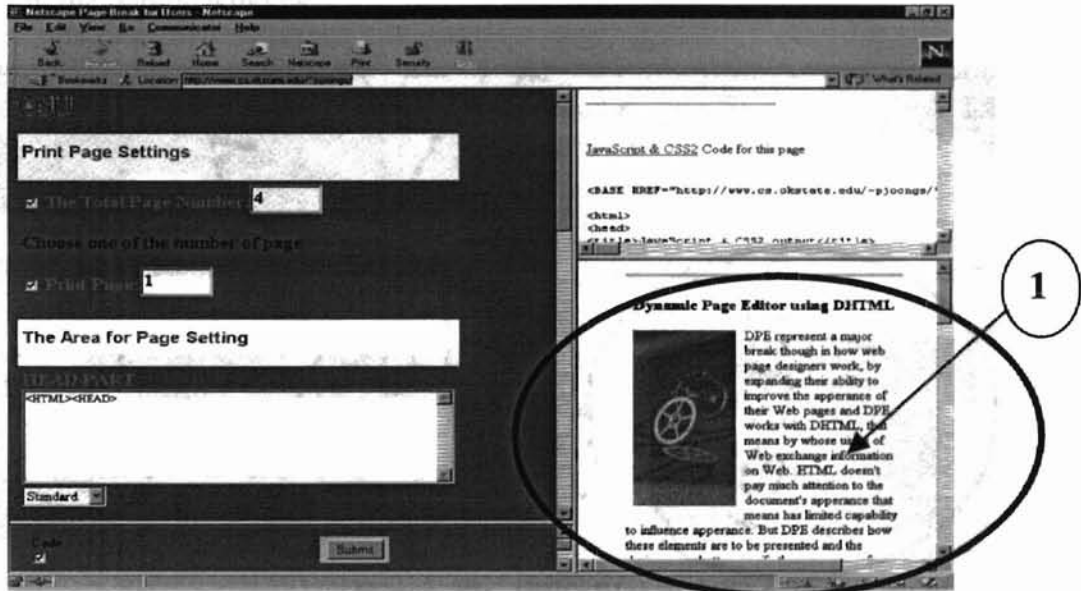 Netscape Page Break for Users - Netscape
File Edit View Go Communicator Help
Back Reload Home Search Netscape Print Security
Bookmarks Location What's Related
Print Page Settings
The Total Page Number 4
Choose one of the number of page
Print Page 1
The Area for Page Setting
HEAD PART
<HTML><HEAD>
Standard
Code
Submit
JavaScript & CSS2 Code for this page
<BASE HREF="http://www.cs.okstate.edu/~pjoongs/
<html>
<head>
<title>JavaScript & CSS2 output</title>
Dynamic Page Editor using DHTML
DPE represent a major
break though in how web
page designers work, by
expanding their ability to
improve the apperance of
their Web pages and DPE
works with DHTML, that
means by whose of
Web exchange information
on Web. HTML doesn't
pay much attention to the
document's apperance that
means has limited capability
to influence apperance. But DPE describes how
these elements are to be presented and the
1